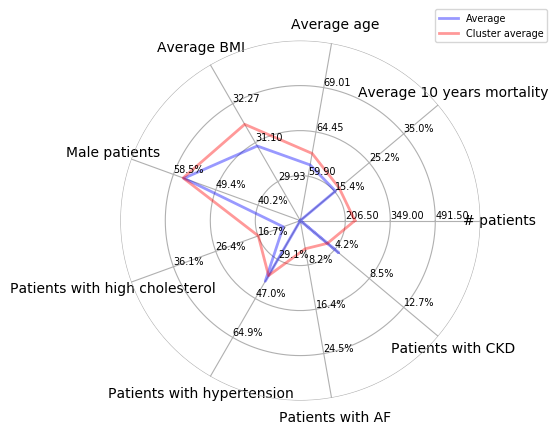 Average
Cluster average
Average age
Average BMI
69.01
Average 10 years mortality
32.27
35.0%
64.45
31.10
Male patients
25.2%
58.5%
59.90
29.93
49.4%
15.4%
40.2%
206.50
349.00
491.50
# patients
16.7%
4.2%
26.4%
29.1%
8.2%
36.1%
8.5%
Patients with high cholesterol
47.0%
16.4%
12.7%
64.9%
24.5%
Patients with CKD
Patients with hypertension
Patients with AF